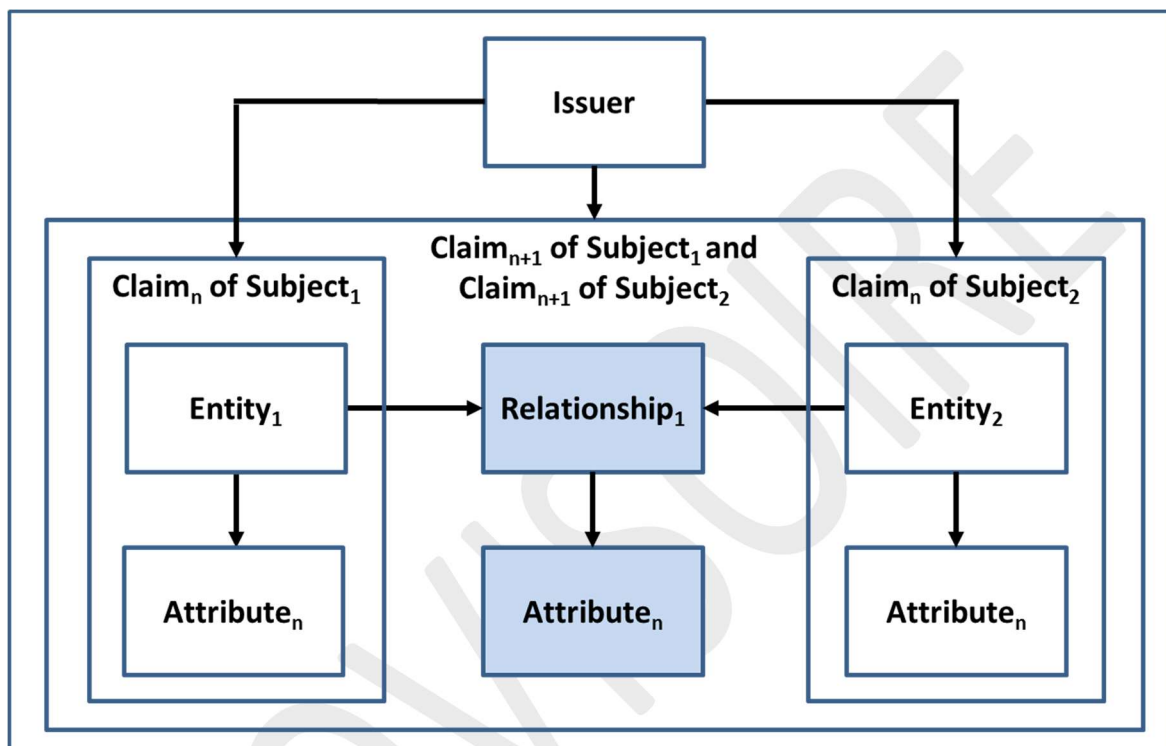 Issuer
Claimn+1 of Subject1 and
Claimn+1 of Subject2
Claimn of Subject1
Claimn of Subject2
Entity1
Relationship1
Entity2
Attributen
Attributen
Attributen
OVISOIRE